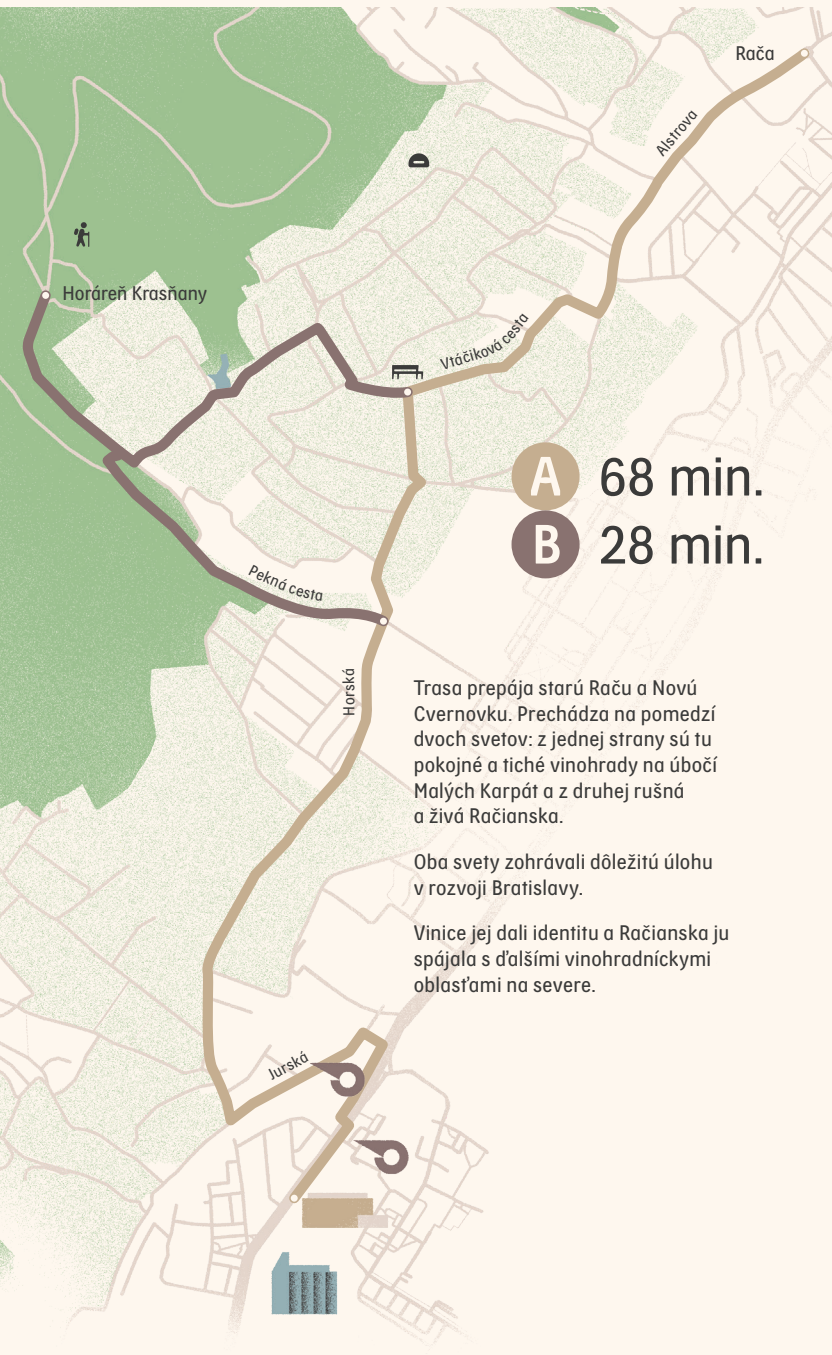 Rača
Alstrova
Horáreň Krasňany
Vtáčiková cesta
A 68 min.
B 28 min.
Pekná cesta
Horská
Trasa prepája starú Raču a Novú
Cvernovku. Prechádza na pomedzí
dvoch svetov: z jednej strany sú tu
pokojné a tiché vinohrady na úbočí
Malých Karpát a z druhej rušná
a živá Račianska.
Oba svety zohrávali dôležitú úlohu
v rozvoji Bratislavy.
Vinice jej dali identitu a Račianska ju
spájala s ďalšími vinohradníckymi
oblasťami na severe.
Jurská